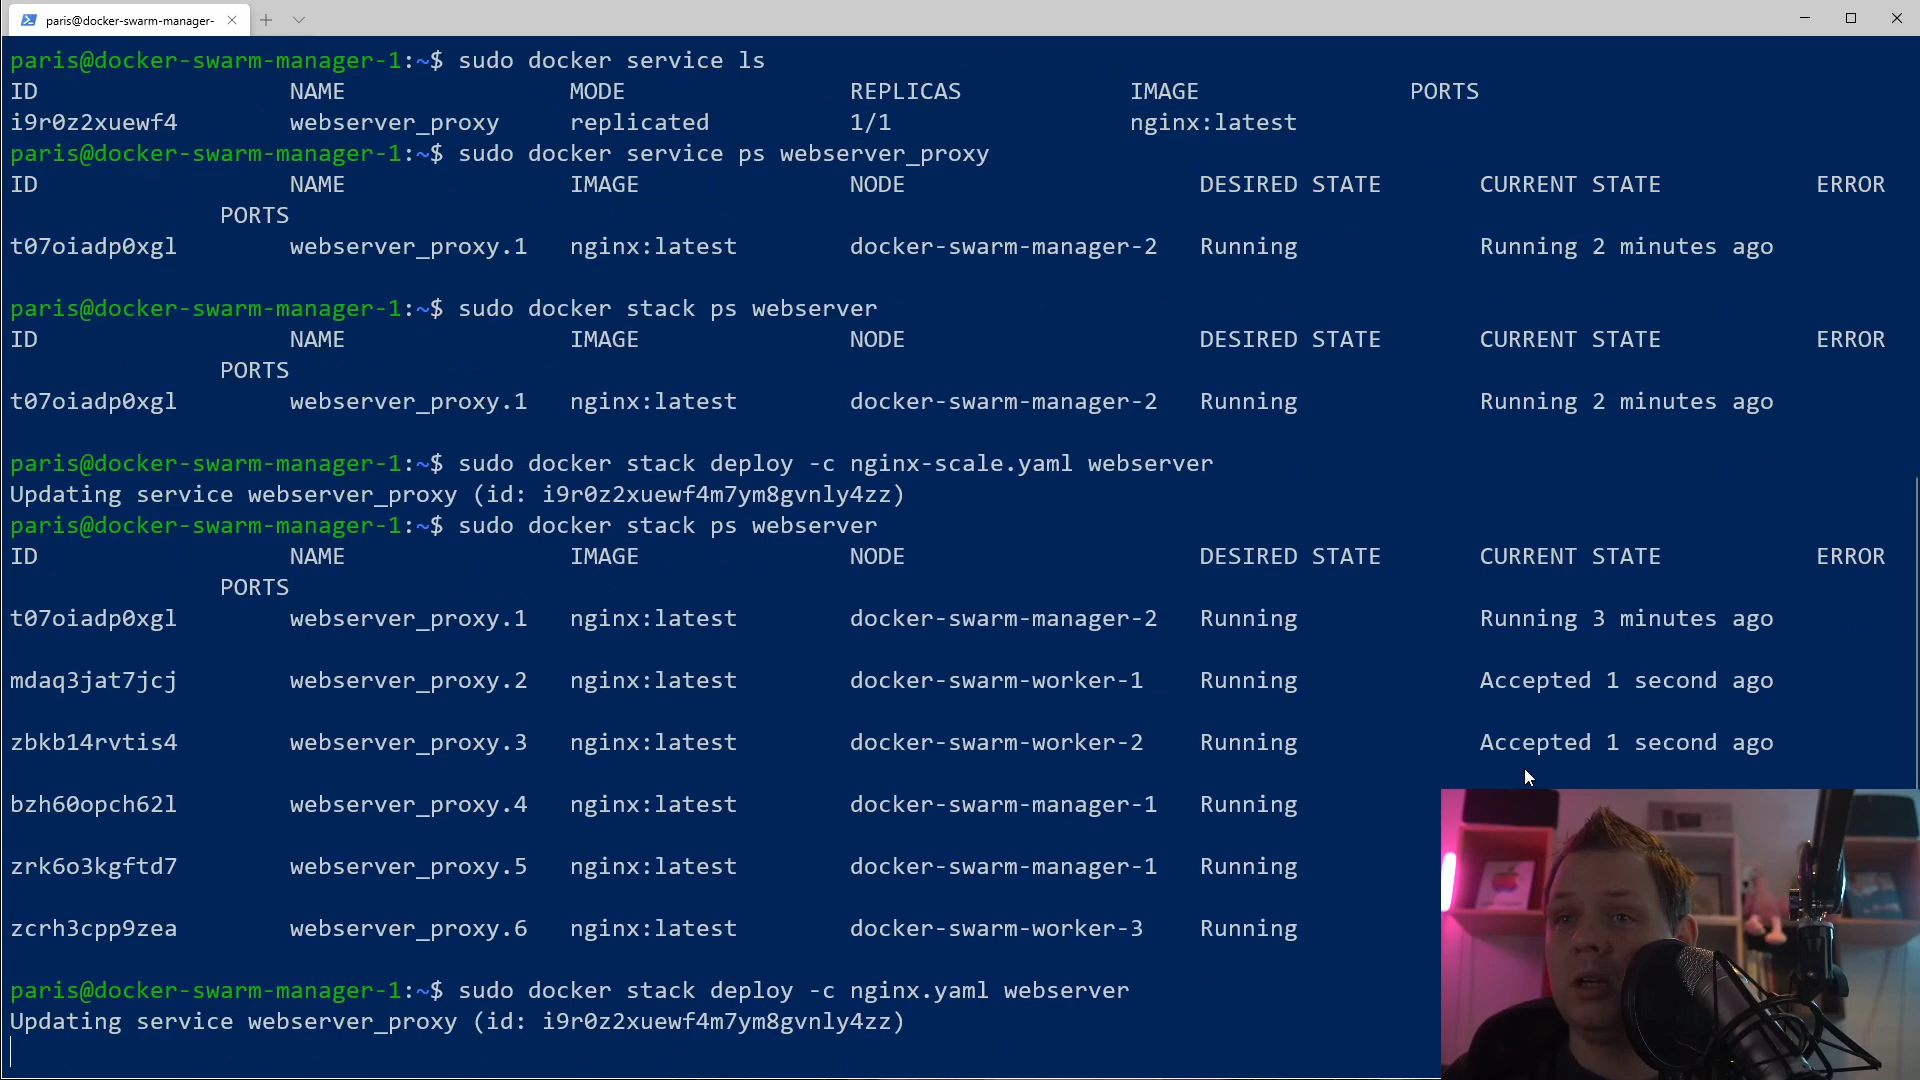 paris@docker-swarm-manager-
paris@docker-swarm-manager-1:~$ sudo docker service ls
ID NAME MODE REPLICAS IMAGE PORTS
i9r0z2xuewf4 webserver_proxy replicated 1/1 nginx:latest
paris@docker-swarm-manager-1:~$ sudo docker service ps webserver_proxy
ID NAME IMAGE NODE DESIRED STATE CURRENT STATE ERROR
PORTS
t07oiadp0xgl webserver_proxy.1 nginx:latest docker-swarm-manager-2 Running Running 2 minutes ago
paris@docker-swarm-manager-1:~$ sudo docker stack ps webserver
ID NAME IMAGE NODE DESIRED STATE CURRENT STATE ERROR
PORTS
t07oiadp0xgl webserver_proxy.1 nginx:latest docker-swarm-manager-2 Running Running 2 minutes ago
paris@docker-swarm-manager-1:~$ sudo docker stack deploy -c nginx-scale.yaml webserver
Updating service webserver_proxy (id: i9r0z2xuewf4m7ym8gvnly4zz)
paris@docker-swarm-manager-1:~$ sudo docker stack ps webserver
ID NAME IMAGE NODE DESIRED STATE CURRENT STATE ERROR
PORTS
t07oiadp0xgl webserver_proxy.1 nginx:latest docker-swarm-manager-2 Running Running 3 minutes ago
mdaq3jat7jcj webserver_proxy.2 nginx:latest docker-swarm-worker-1 Running Accepted 1 second ago
zbkb14rvtis4 webserver_proxy.3 nginx:latest docker-swarm-worker-2 Running Accepted 1 second ago
bzh60opch62l webserver_proxy.4 nginx:latest docker-swarm-manager-1 Running
zrk6o3kgftd7 webserver_proxy.5 nginx:latest docker-swarm-manager-1 Running
zcrh3cpp9zea webserver_proxy.6 nginx:latest docker-swarm-worker-3 Running
paris@docker-swarm-manager-1:~$ sudo docker stack deploy -c nginx.yaml webserver
Updating service webserver_proxy (id: i9r0z2xuewf4m7ym8gvnly4zz)